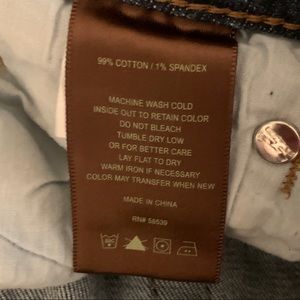 99% COTTON / 1% SPANDEX
MACHINE WASH COLD
INSIDE OUT TO RETAIN COLOR
DO NOT BLEACH
TUMBLE DRY LOW
OR FOR BETTER CARE
LAY FLAT TO DRY
WARM IRON IF NECESSARY
COLOR MAY TRANSFER WHEN NEW
MADE IN CHINA
RN# 58539